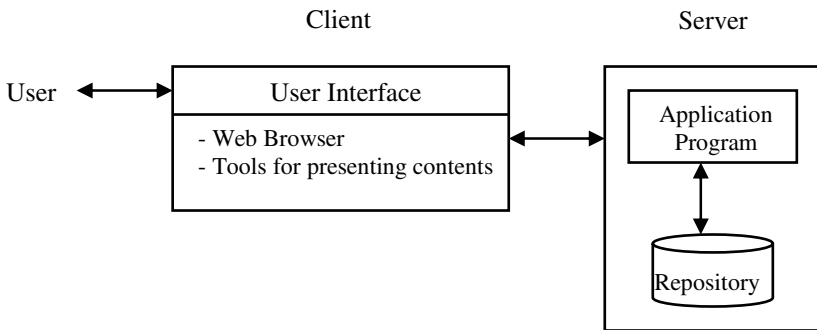 Client
Server
User
User Interface
- Web Browser
- Tools for presenting contents
Application
Program
Repository